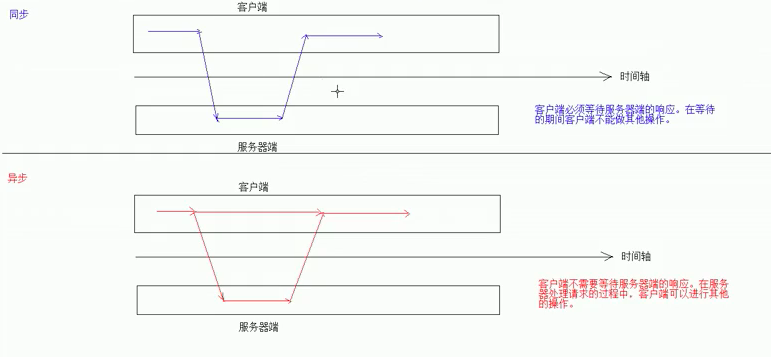 同步
客户端
时间轴
客户端必须等待服务器端的响应。在等待
的期间客户端不能做其他操作。
服务器端
异步
客户端
时间轴
客户端不需要等待服务器端的响应。在服务
器处理请求的过程中，客户端可以进行其他
的操作。
服务器端